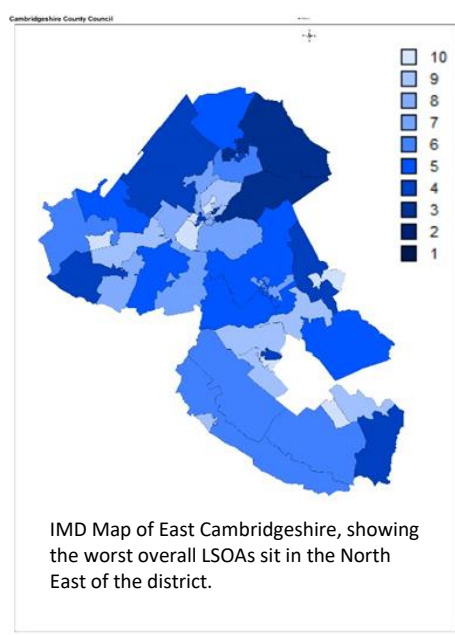 Cambridgeshire County Council
10
9
8
7
6
5
4
3
2
1
IMD Map of East Cambridgeshire, showing
the worst overall LSOAs sit in the North
East of the district.